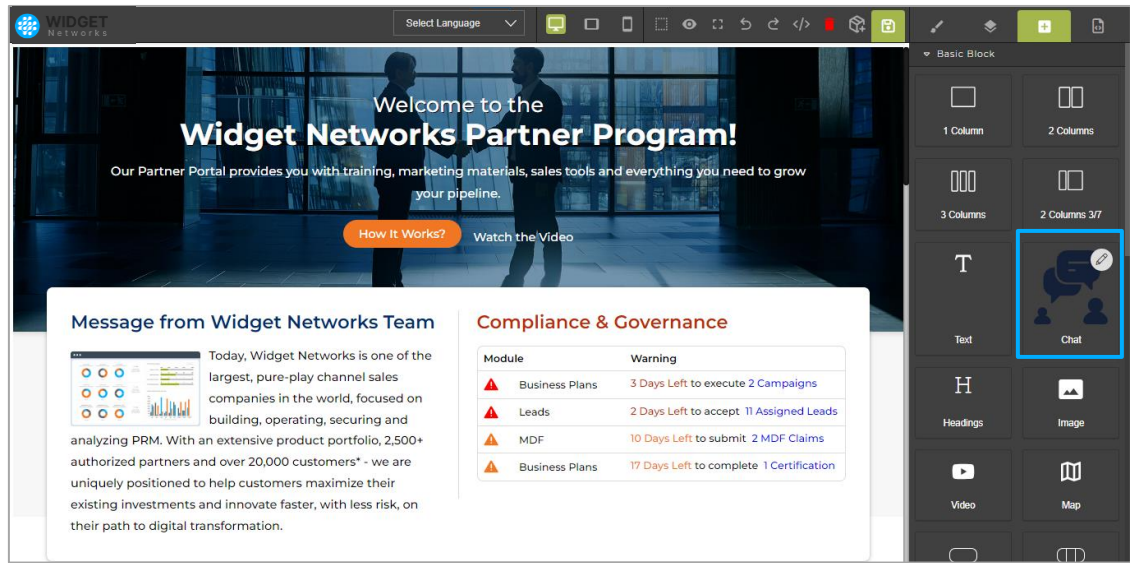 WIDGET
Networks
Select Language
Basic Block
1 Column
2 Columns
3 Columns
2 Columns 3/7
Text
Chat
Headings
Image
Video
Map
Welcome to the
Widget Networks Partner Program!
Our Partner Portal provides you with training, marketing materials, sales tools and everything you need to grow
your pipeline.
How It Works?
Watch the Video
Message from Widget Networks Team
Today, Widget Networks is one of the
largest, pure-play channel sales
companies in the world, focused on
building, operating, securing and
analyzing PRM. With an extensive product portfolio, 2,500+
authorized partners and over 20,000 customers* - we are
uniquely positioned to help customers maximize their
existing investments and innovate faster, with less risk, on
their path to digital transformation.
Compliance & Governance
Module Warning
Business Plans 3 Days Left to execute 2 Campaigns
Leads 2 Days Left to accept 11 Assigned Leads
MDF 10 Days Left to submit 2 MDF Claims
Business Plans 17 Days Left to complete 1 Certification